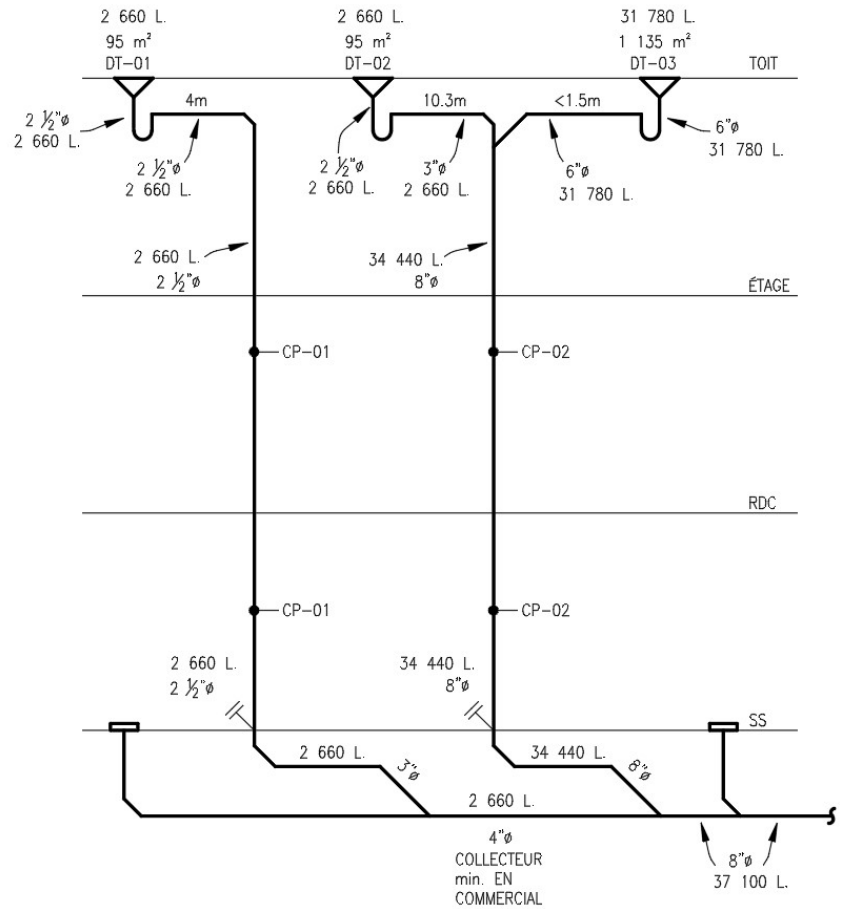 2 660 L.
95 m²
DT-01
2 660 L.
95 m²
DT-02
31 780 L.
1 135 m²
DT-03
TOIT
4m
10.3m
<1.5m
2 ½"ø
2 660 L.
2 ½"ø
2 660 L.
2 ½"ø
2 660 L.
3"ø
2 660 L.
6"ø
31 780 L.
6"ø
31 780 L.
2 660 L.
2 ½"ø
34 440 L.
8"ø
ÉTAGE
CP-01
CP-02
RDC
CP-01
CP-02
2 660 L.
2 ½"ø
34 440 L.
8"ø
SS
2 660 L.
3"ø
34 440 L.
8"ø
2 660 L.
4"ø
COLLECTEUR
min. EN
COMMERCIAL
8"ø
37 100 L.